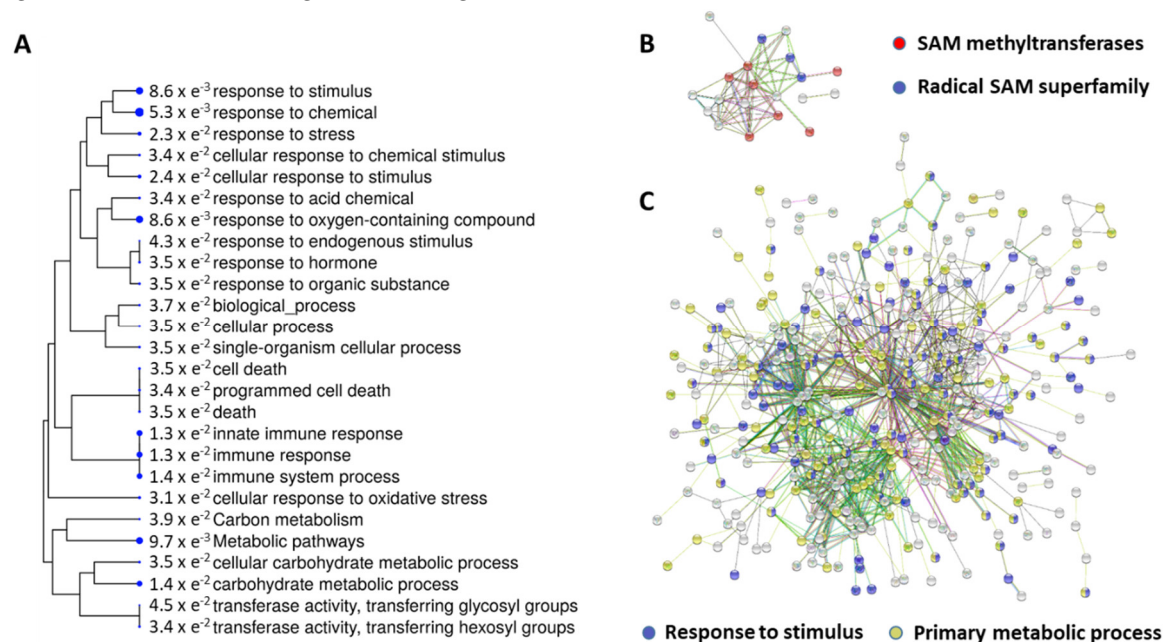 A
8.6 x e-3 response to stimulus
5.3 x e-3 response to chemical
2.3 x e-2 response to stress
3.4 x e-2 cellular response to chemical stimulus
2.4 x e-2 cellular response to stimulus
3.4 x e-2 response to acid chemical
8.6 x e-3 response to oxygen-containing compound
4.3 x e-2 response to endogenous stimulus
3.5 x e-2 response to hormone
3.5 x e-2 response to organic substance
3.7 x e-2 biological_process
3.5 x e-2 cellular process
3.5 x e-2 single-organism cellular process
3.5 x e-2 cell death
3.4 x e-2 programmed cell death
3.5 x e-2 death
1.3 x e-2 innate immune response
1.3 x e-2 immune response
1.4 x e-2 immune system process
3.1 x e-2 cellular response to oxidative stress
3.9 x e-2 Carbon metabolism
9.7 x e-3 Metabolic pathways
3.5 x e-2 cellular carbohydrate metabolic process
1.4 x e-2 carbohydrate metabolic process
4.5 x e-2 transferase activity, transferring glycosyl groups
3.4 x e-2 transferase activity, transferring hexosyl groups
B
SAM methyltransferases
Radical SAM superfamily
C
Response to stimulus
Primary metabolic process